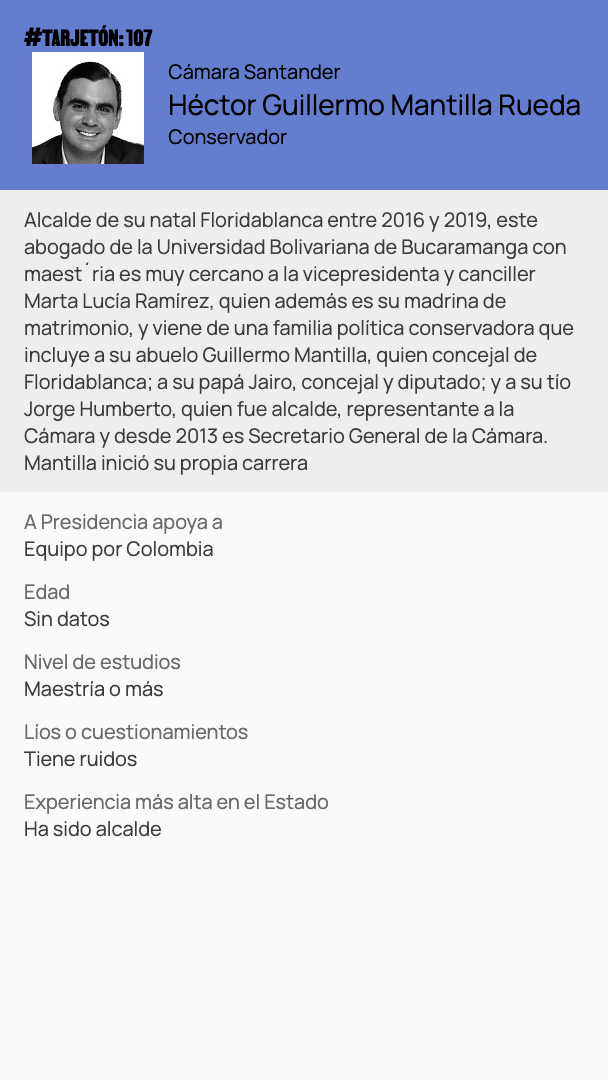 #TARJETÓN: 107
Cámara Santander
Héctor Guillermo Mantilla Rueda
Conservador
Alcalde de su natal Floridablanca entre 2016 y 2019, este
abogado de la Universidad Bolivariana de Bucaramanga con
maest´ria es muy cercano a la vicepresidenta y canciller
Marta Lucía Ramírez, quien además es su madrina de
matrimonio, y viene de una familia política conservadora que
incluye a su abuelo Guillermo Mantilla, quien concejal de
Floridablanca; a su papá Jairo, concejal y diputado; y a su tío
Jorge Humberto, quien fue alcalde, representante a la
Cámara y desde 2013 es Secretario General de la Cámara.
Mantilla inició su propia carrera
A Presidencia apoya a
Equipo por Colombia
Edad
Sin datos
Nivel de estudios
Maestría o más
Líos o cuestionamientos
Tiene ruidos
Experiencia más alta en el Estado
Ha sido alcalde